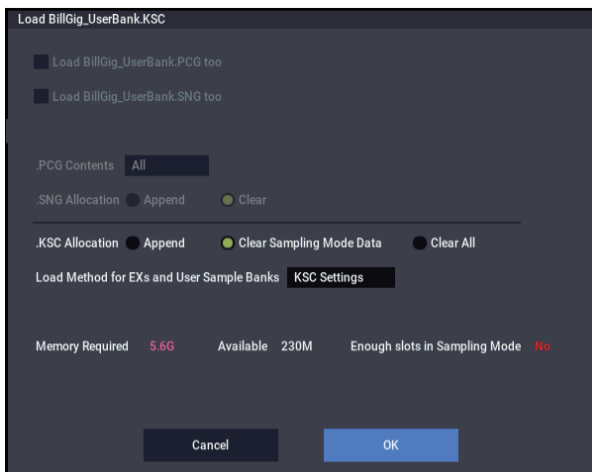 Load BillGig_UserBank.KSC
Load BillGig_UserBank.PCG too
Load BillGig_UserBank.SNG too
.PCG Contents All
.SNG Allocation Append Clear
.KSC Allocation Append Clear Sampling Mode Data Clear All
Load Method for EXs and User Sample Banks KSC Settings
Memory Required 5.6G Available 230M Enough slots in Sampling Mode No
Cancel OK